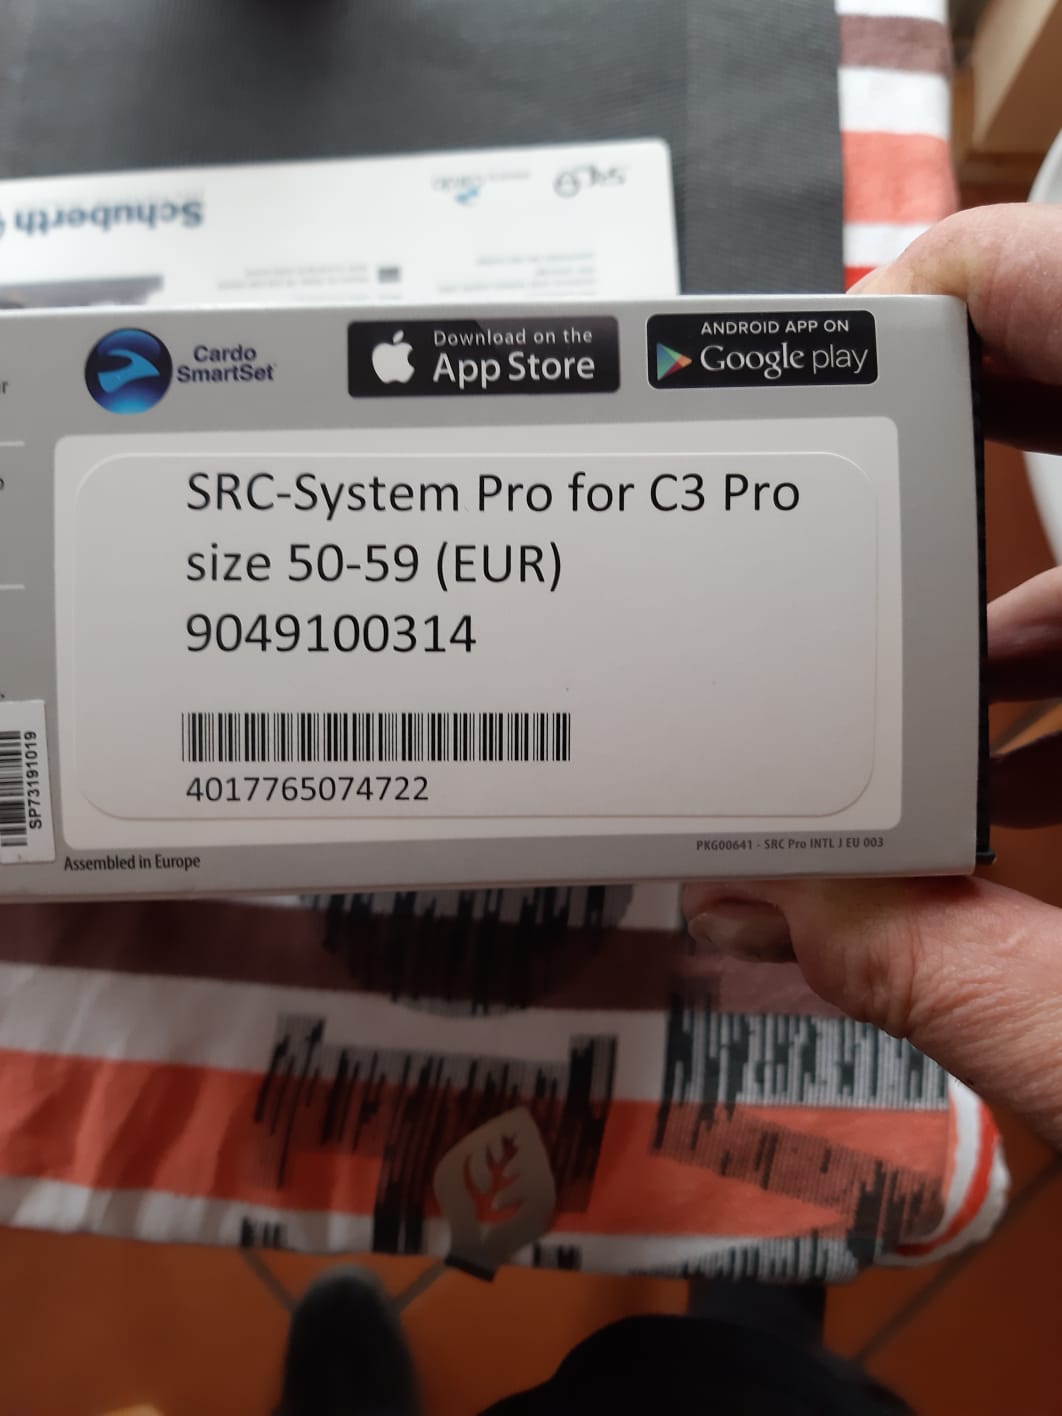 Schuberth
Cardo
SmartSet
Download on the
App Store
ANDROID APP ON
Google play
SRC-System Pro for C3 Pro
size 50-59 (EUR)
9049100314
4017765074722
SP73191019
Assembled in Europe
PKG00641 - SRC Pro INTL J EU 003